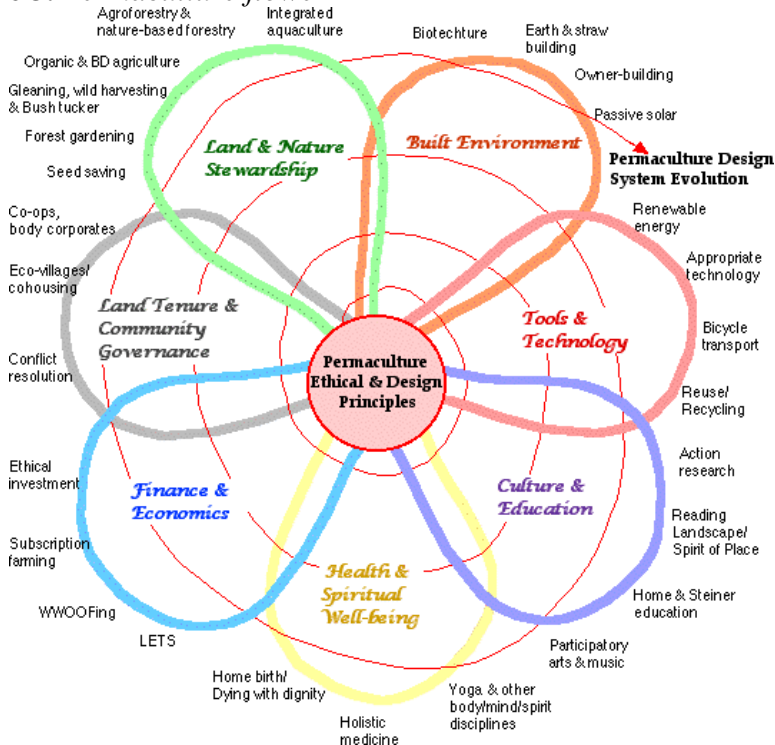 Agroforestry &
nature-based forestry
Integrated
aquaculture
Biotechture
Earth & straw
building
Organic & BD agriculture
Owner-building
Gleaning, wild harvesting
& Bush tucker
Passive solar
Forest gardening
Land & Nature
Stewardship
Built Environment
Permaculture Design
System Evolution
Seed saving
Renewable
energy
Co-ops,
body corporates
Appropriate
technology
Eco-villages/
cohousing
Land Tenure &
Community
Governance
Tools &
Technology
Bicycle
transport
Conflict
resolution
Permaculture
Ethical & Design
Principles
Reuse/
Recycling
Action
research
Ethical
investment
Finance &
Economics
Culture &
Education
Reading
Landscape/
Spirit of Place
Subscription
farming
Health &
Spiritual
Well-being
Home & Steiner
education
WWOOFing
LETS
Participatory
arts & music
Home birth/
Dying with dignity
Yoga & other
body/mind/spirit
disciplines
Holistic
medicine